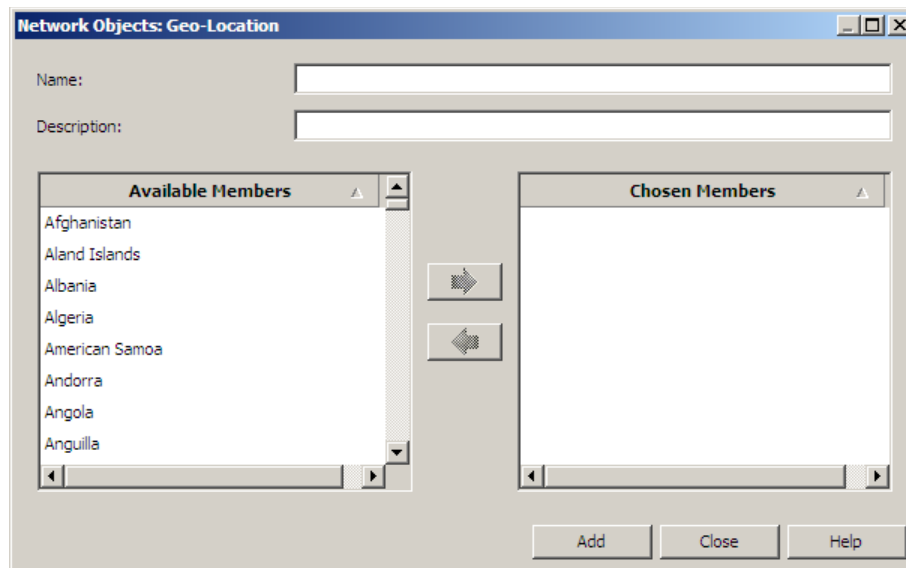 Network Objects: Geo-Location
Name:
Description:
Available Members
Chosen Members
Afghanistan
Aland Islands
Albania
Algeria
American Samoa
Andorra
Angola
Anguilla
Add Close Help